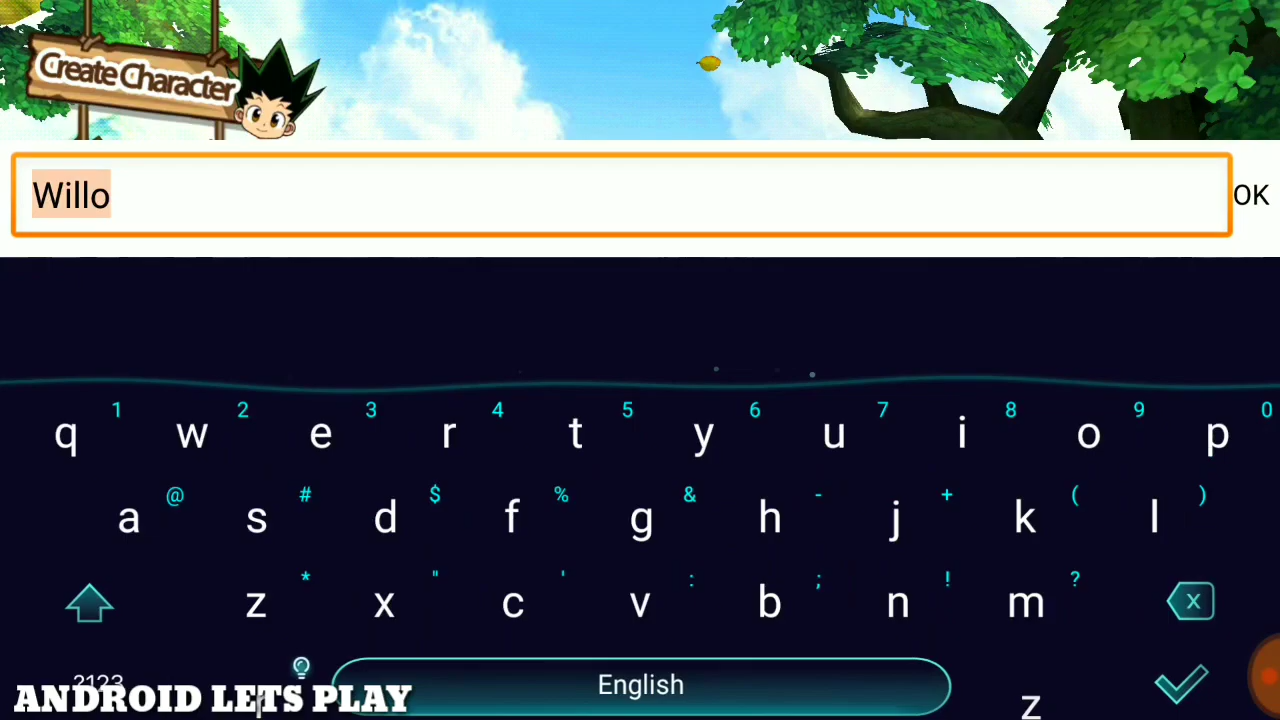 Create Character
Willo
OK
1 2 3 4 5 6 7 8 9 0
q w e r t y u i o p
@ # $ % & - + ( )
a s d f g h j k l
* " ' : ; ! ?
z x c v b n m x
?123
English
z
ANDROID LETS PLAY